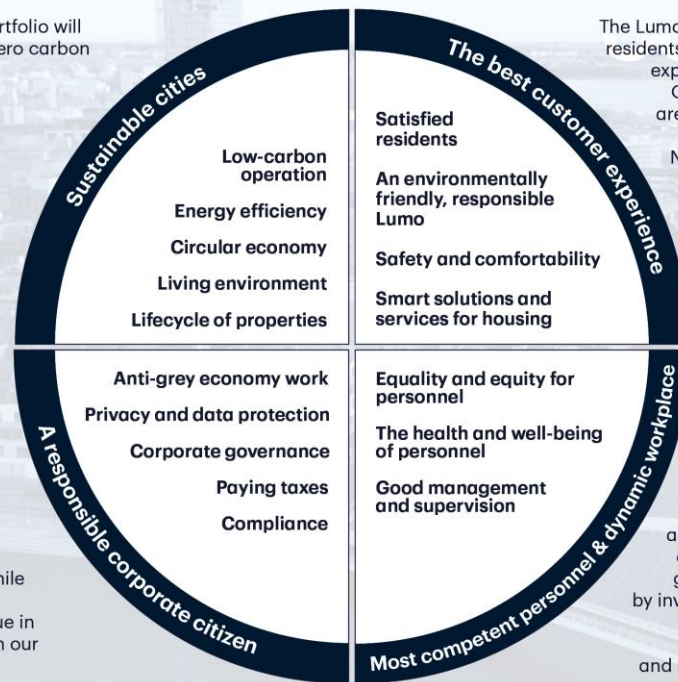 rtfolio will
ero carbon
The Lumo
residents
exp
are
Sustainable cities
Low-carbon
operation
Energy efficiency
Circular economy
Living environment
Lifecycle of properties
The best customer experience
Satisfied
residents
An environmentally
friendly, responsible
Lumo
Safety and comfortability
Smart solutions and
services for housing
A responsible corporate citizen
Anti-grey economy work
Privacy and data protection
Corporate governance
Paying taxes
Compliance
Most competent personnel & dynamic workplace
Equality and equity for
personnel
The health and well-being
of personnel
Good management
and supervision
ue in
our
by inv
and